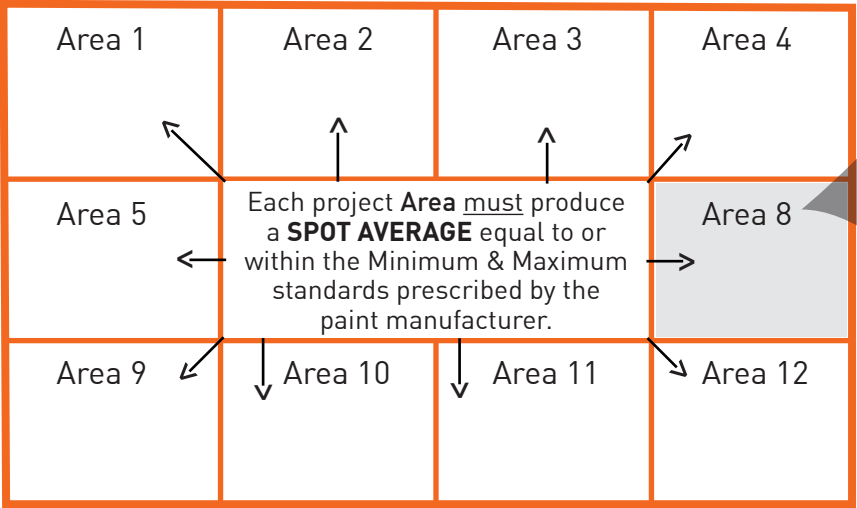 Area 1
Area 2
Area 3
Area 4
Area 5
Each project Area must produce
a SPOT AVERAGE equal to or
within the Minimum & Maximum
standards prescribed by the
paint manufacturer.
Area 8
Area 9
Area 10
Area 11
Area 12